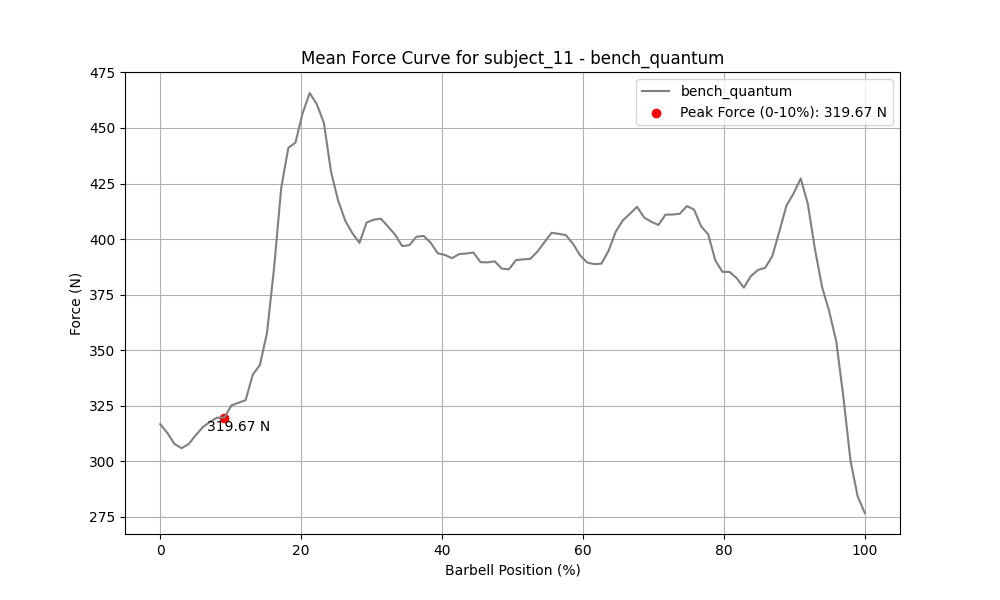 Mean Force Curve for subject_11 - bench_quantum
475
450
425
400
375
350
325
300
275
Force (N)
bench_quantum
Peak Force (0-10%): 319.67 N
319.67 N
0 20 40 60 80 100
Barbell Position (%)